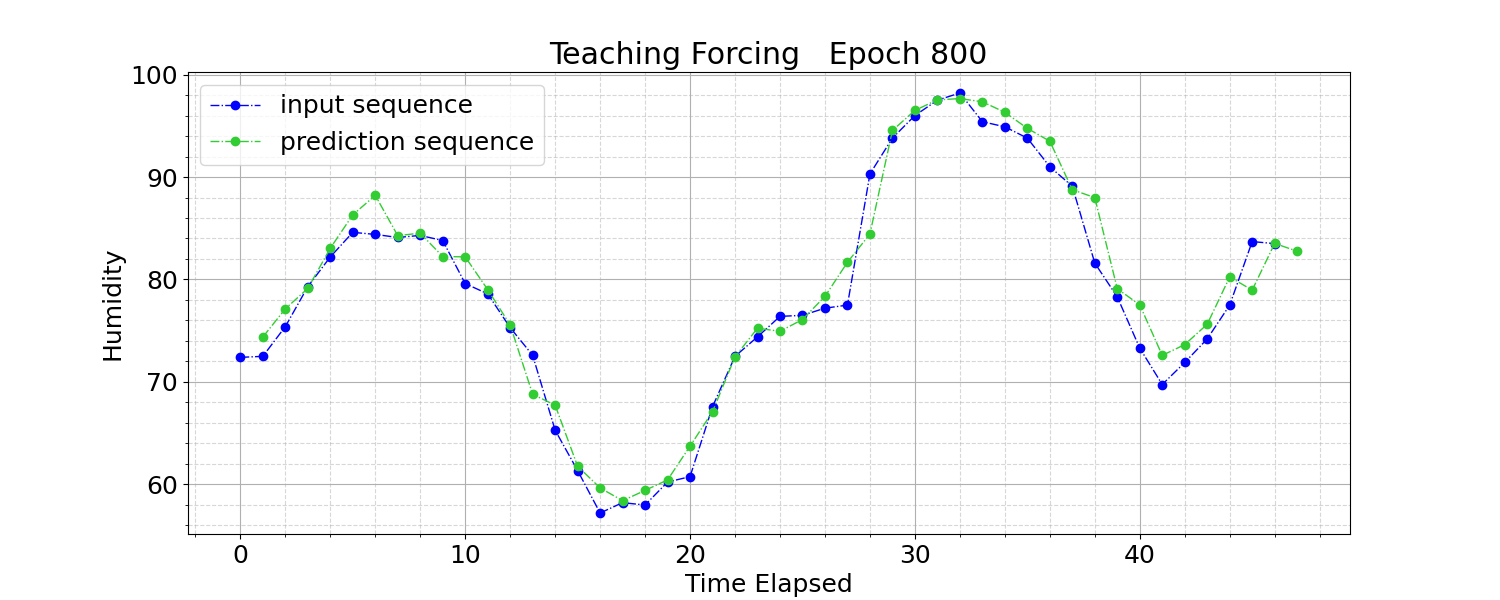 Teaching Forcing   Epoch 800
input sequence
prediction sequence
Humidity
100
90
80
70
60
0 10 20 30 40
Time Elapsed